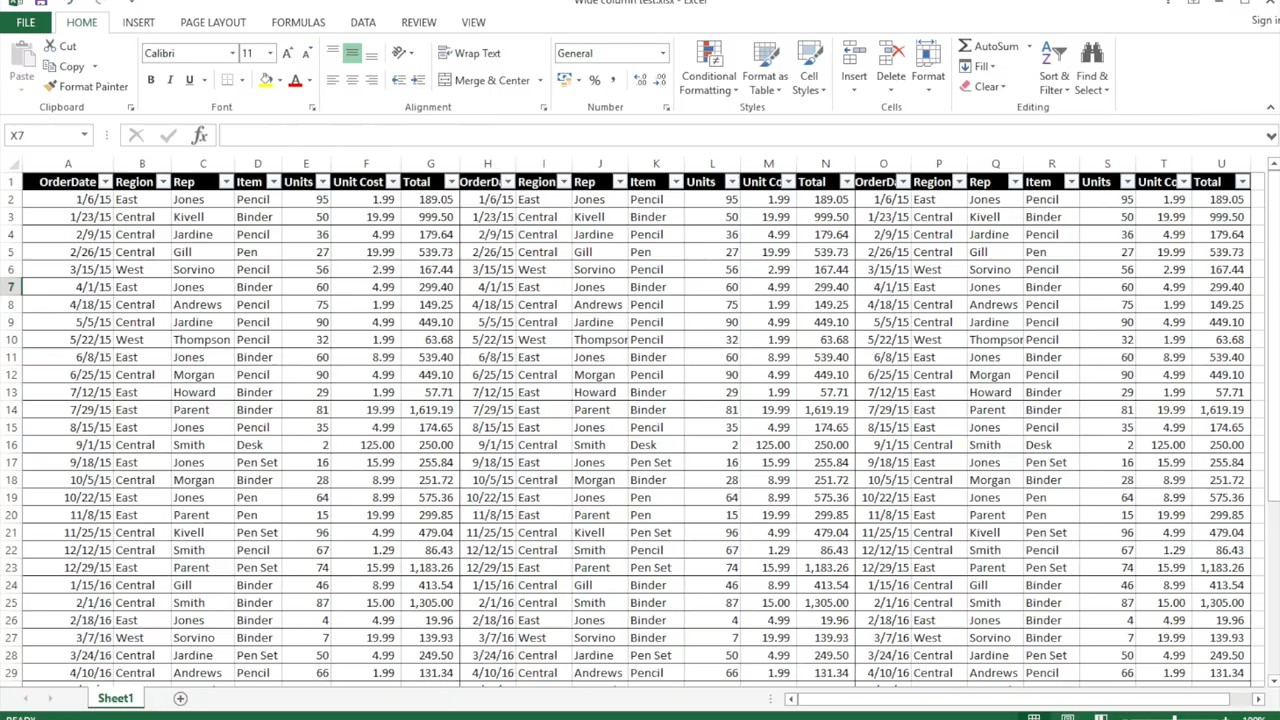 Wide column test.xlsx - Excel
FILE HOME INSERT PAGE LAYOUT FORMULAS DATA REVIEW VIEW Sign in
Paste Cut Copy Format Painter Clipboard
Calibri 11 B I U A Font
Wrap Text Merge & Center Alignment
General % , Number
Conditional Formatting Format as Table Cell Styles Styles
Insert Delete Format Cells
AutoSum Fill Clear Sort & Filter Find & Select Editing
X7 fx
A B C D E F G H I J K L M N O P Q R S T U
1 OrderDate Region Rep Item Units Unit Cost Total OrderDa Region Rep Item Units Unit Co Total OrderDa Region Rep Item Units Unit Co Total
2 1/6/15 East Jones Pencil 95 1.99 189.05 1/6/15 East Jones Pencil 95 1.99 189.05 1/6/15 East Jones Pencil 95 1.99 189.05
3 1/23/15 Central Kivell Binder 50 19.99 999.50 1/23/15 Central Kivell Binder 50 19.99 999.50 1/23/15 Central Kivell Binder 50 19.99 999.50
4 2/9/15 Central Jardine Pencil 36 4.99 179.64 2/9/15 Central Jardine Pencil 36 4.99 179.64 2/9/15 Central Jardine Pencil 36 4.99 179.64
5 2/26/15 Central Gill Pen 27 19.99 539.73 2/26/15 Central Gill Pen 27 19.99 539.73 2/26/15 Central Gill Pen 27 19.99 539.73
6 3/15/15 West Sorvino Pencil 56 2.99 167.44 3/15/15 West Sorvino Pencil 56 2.99 167.44 3/15/15 West Sorvino Pencil 56 2.99 167.44
7 4/1/15 East Jones Binder 60 4.99 299.40 4/1/15 East Jones Binder 60 4.99 299.40 4/1/15 East Jones Binder 60 4.99 299.40
8 4/18/15 Central Andrews Pencil 75 1.99 149.25 4/18/15 Central Andrews Pencil 75 1.99 149.25 4/18/15 Central Andrews Pencil 75 1.99 149.25
9 5/5/15 Central Jardine Pencil 90 4.99 449.10 5/5/15 Central Jardine Pencil 90 4.99 449.10 5/5/15 Central Jardine Pencil 90 4.99 449.10
10 5/22/15 West Thompson Pencil 32 1.99 63.68 5/22/15 West Thompson Pencil 32 1.99 63.68 5/22/15 West Thompson Pencil 32 1.99 63.68
11 6/8/15 East Jones Binder 60 8.99 539.40 6/8/15 East Jones Binder 60 8.99 539.40 6/8/15 East Jones Binder 60 8.99 539.40
12 6/25/15 Central Morgan Pencil 90 4.99 449.10 6/25/15 Central Morgan Pencil 90 4.99 449.10 6/25/15 Central Morgan Pencil 90 4.99 449.10
13 7/12/15 East Howard Binder 29 1.99 57.71 7/12/15 East Howard Binder 29 1.99 57.71 7/12/15 East Howard Binder 29 1.99 57.71
14 7/29/15 East Parent Binder 81 19.99 1,619.19 7/29/15 East Parent Binder 81 19.99 1,619.19 7/29/15 East Parent Binder 81 19.99 1,619.19
15 8/15/15 East Jones Pencil 35 4.99 174.65 8/15/15 East Jones Pencil 35 4.99 174.65 8/15/15 East Jones Pencil 35 4.99 174.65
16 9/1/15 Central Smith Desk 2 125.00 250.00 9/1/15 Central Smith Desk 2 125.00 250.00 9/1/15 Central Smith Desk 2 125.00 250.00
17 9/18/15 East Jones Pen Set 16 15.99 255.84 9/18/15 East Jones Pen Set 16 15.99 255.84 9/18/15 East Jones Pen Set 16 15.99 255.84
18 10/5/15 Central Morgan Binder 28 8.99 251.72 10/5/15 Central Morgan Binder 28 8.99 251.72 10/5/15 Central Morgan Binder 28 8.99 251.72
19 10/22/15 East Jones Pen 64 8.99 575.36 10/22/15 East Jones Pen 64 8.99 575.36 10/22/15 East Jones Pen 64 8.99 575.36
20 11/8/15 East Parent Pen 15 19.99 299.85 11/8/15 East Parent Pen 15 19.99 299.85 11/8/15 East Parent Pen 15 19.99 299.85
21 11/25/15 Central Kivell Pen Set 96 4.99 479.04 11/25/15 Central Kivell Pen Set 96 4.99 479.04 11/25/15 Central Kivell Pen Set 96 4.99 479.04
22 12/12/15 Central Smith Pencil 67 1.29 86.43 12/12/15 Central Smith Pencil 67 1.29 86.43 12/12/15 Central Smith Pencil 67 1.29 86.43
23 12/29/15 East Parent Pen Set 74 15.99 1,183.26 12/29/15 East Parent Pen Set 74 15.99 1,183.26 12/29/15 East Parent Pen Set 74 15.99 1,183.26
24 1/15/16 Central Gill Binder 46 8.99 413.54 1/15/16 Central Gill Binder 46 8.99 413.54 1/15/16 Central Gill Binder 46 8.99 413.54
25 2/1/16 Central Smith Binder 87 15.00 1,305.00 2/1/16 Central Smith Binder 87 15.00 1,305.00 2/1/16 Central Smith Binder 87 15.00 1,305.00
26 2/18/16 East Jones Binder 4 4.99 19.96 2/18/16 East Jones Binder 4 4.99 19.96 2/18/16 East Jones Binder 4 4.99 19.96
27 3/7/16 West Sorvino Binder 7 19.99 139.93 3/7/16 West Sorvino Binder 7 19.99 139.93 3/7/16 West Sorvino Binder 7 19.99 139.93
28 3/24/16 Central Jardine Pen Set 50 4.99 249.50 3/24/16 Central Jardine Pen Set 50 4.99 249.50 3/24/16 Central Jardine Pen Set 50 4.99 249.50
29 4/10/16 Central Andrews Pencil 66 1.99 131.34 4/10/16 Central Andrews Pencil 66 1.99 131.34 4/10/16 Central Andrews Pencil 66 1.99 131.34
Sheet1